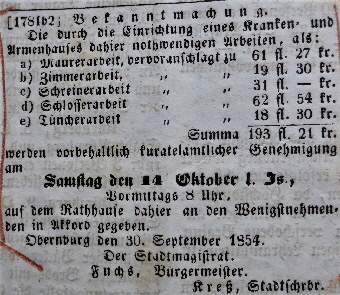 [1781b2] Bekanntmachung.
Die durch die Einrichtung eines Kranken- und
Armenhauses dahier nothwendigen Arbeiten, als:
a) Maurerarbeit, vervoranschlagt zu 61 fl. 27 kr.
b) Zimmerarbeit, „ „ 19 fl. 30 kr.
c) Schreinerarbeit „ „ 31 fl. — kr.
d) Schlosserarbeit „ „ 62 fl. 54 kr.
e) Tüncherarbeit „ „ 18 fl. 30 kr.
Summa 193 fl. 21 kr.
werden vorbehaltlich kuratelamtlicher Genehmigung
am
Samstag den 14 Oktober l. Js.,
Vormittags 8 Uhr,
auf dem Rathhause dahier an den Wenigstnehmen-
den in Akkord gegeben.
Obernburg den 30. September 1854.
Der Stadtmagistrat.
Fuchs, Bürgermeister.
Kreß, Stadtschrbr.